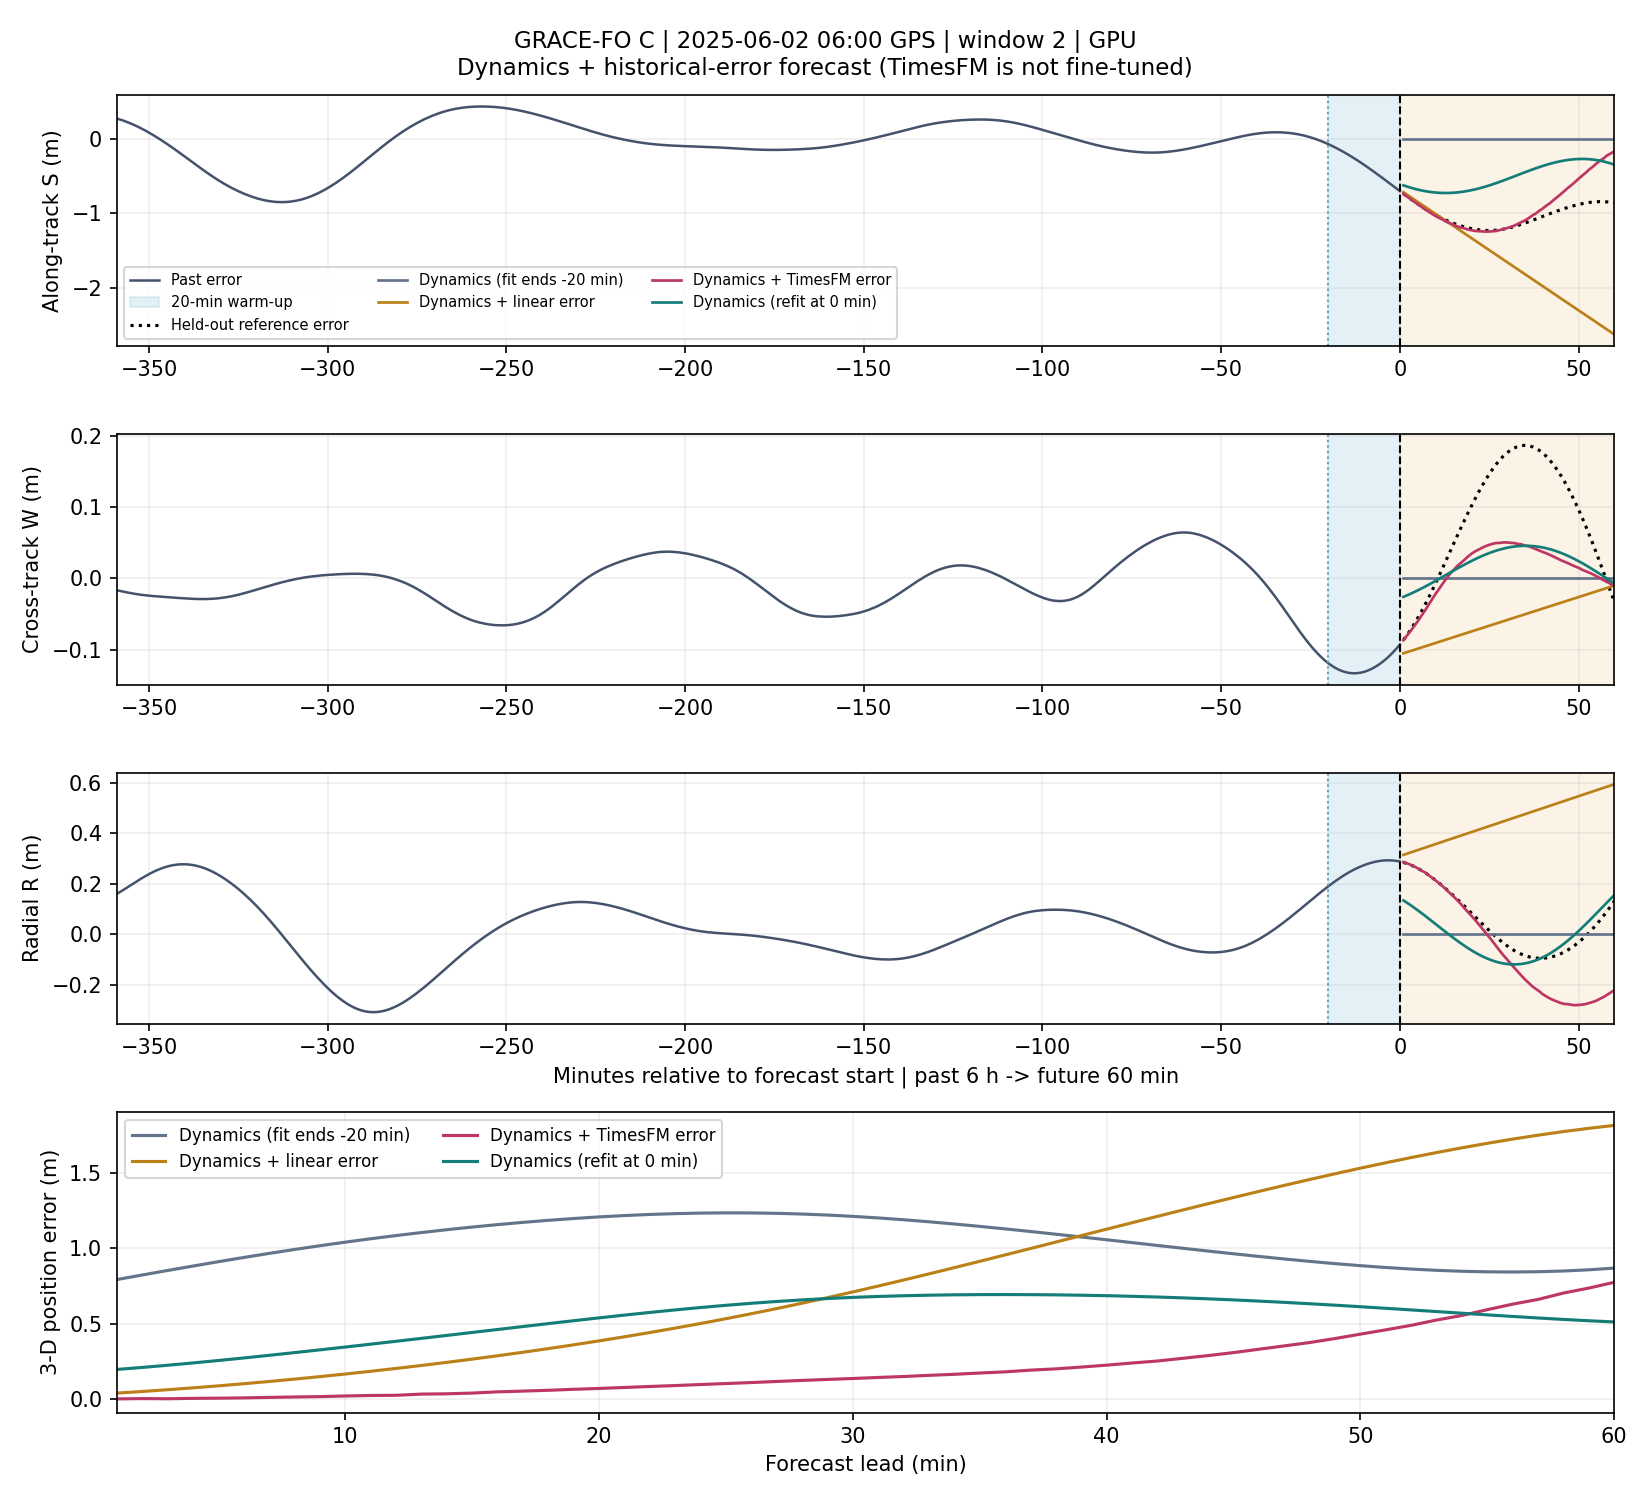 GRACE-FO C | 2025-06-02 06:00 GPS | window 2 | GPU
Dynamics + historical-error forecast (TimesFM is not fine-tuned)
Along-track S (m)
0
−1
−2
Past error
20-min warm-up
Held-out reference error
Dynamics (fit ends -20 min)
Dynamics + linear error
Dynamics + TimesFM error
Dynamics (refit at 0 min)
−350 −300 −250 −200 −150 −100 −50 0 50
Cross-track W (m)
0.2
0.1
0.0
−0.1
−350 −300 −250 −200 −150 −100 −50 0 50
Radial R (m)
0.6
0.4
0.2
0.0
−0.2
−350 −300 −250 −200 −150 −100 −50 0 50
Minutes relative to forecast start | past 6 h -> future 60 min
3-D position error (m)
1.5
1.0
0.5
0.0
Dynamics (fit ends -20 min)
Dynamics + linear error
Dynamics + TimesFM error
Dynamics (refit at 0 min)
10 20 30 40 50 60
Forecast lead (min)